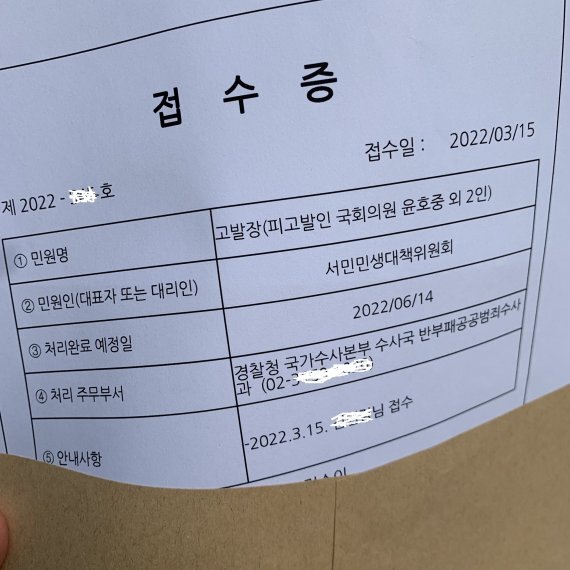 접 수 증
접수일 : 2022/03/15
제 2022 - 호
① 민원명 고발장(피고발인 국회의원 윤호중 외 2인)
② 민원인(대표자 또는 대리인) 서민민생대책위원회
③ 처리완료 예정일 2022/06/14
④ 처리 주무부서 경찰청 국가수사본부 수사국 반부패공공범죄수사
과 (02-3
⑤ 안내사항 -2022.3.15. 님 접수